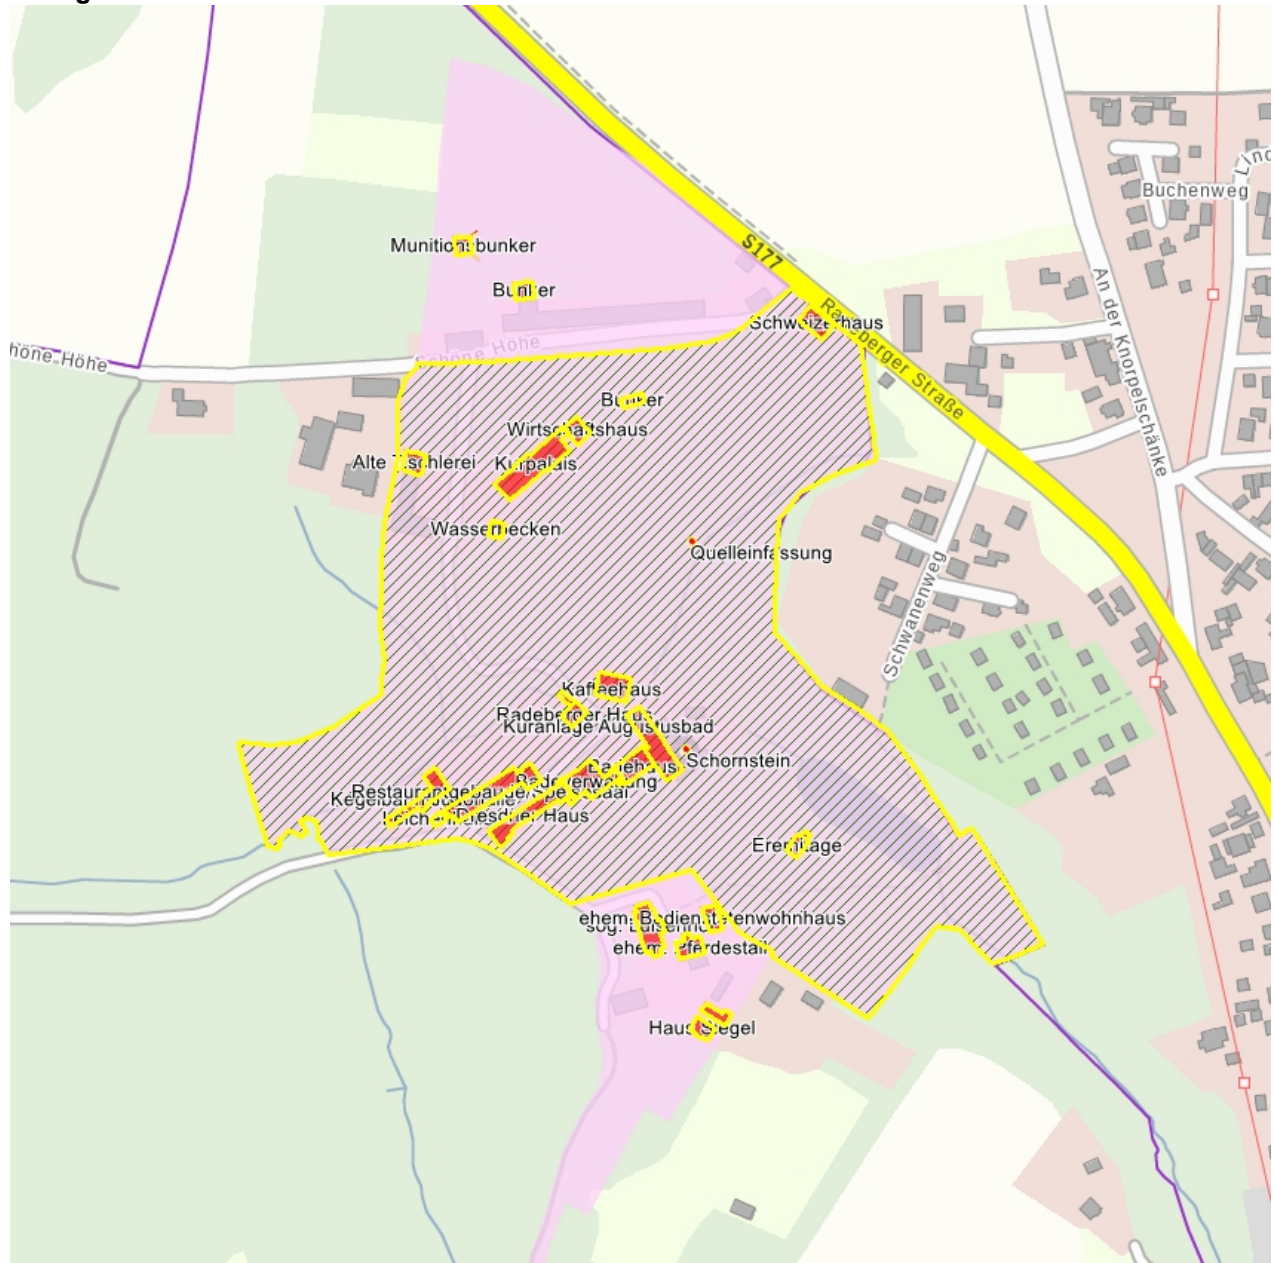 Munitionsbunker
Bunker
S177
Buchenweg
Schweizerhaus
Radeberger Straße
An der Knorpelschänke
höne Höhe
Schöne Höhe
Bunker
Wirtschaftshaus
Alte Tischlerei
Kurpalais
Wasserbecken
Quelleinfassung
Schwanenweg
Kaffeehaus
Radeberger Haus
Kuranlage Augustusbad
Schornstein
Badehaus
Badeverwaltung
Restaurantgebäude/Speisesaal
Dresdner Haus
Eremitage
ehem. Bedienstetenwohnhaus
ehem. Pferdestall
Haus Siegel